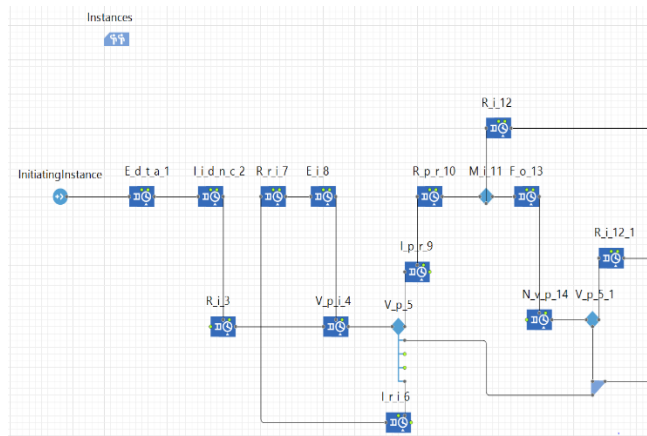 Instances
R_i_12
InitiatingInstance
E_d_t_a_1
I_i_d_n_c_2
R_r_i_7
E_i_8
R_p_r_10
M_i_11
F_o_13
R_i_12_1
I_p_r_9
R_i_3
V_p_i_4
V_p_5
N_v_p_14
V_p_5_1
I_r_i_6